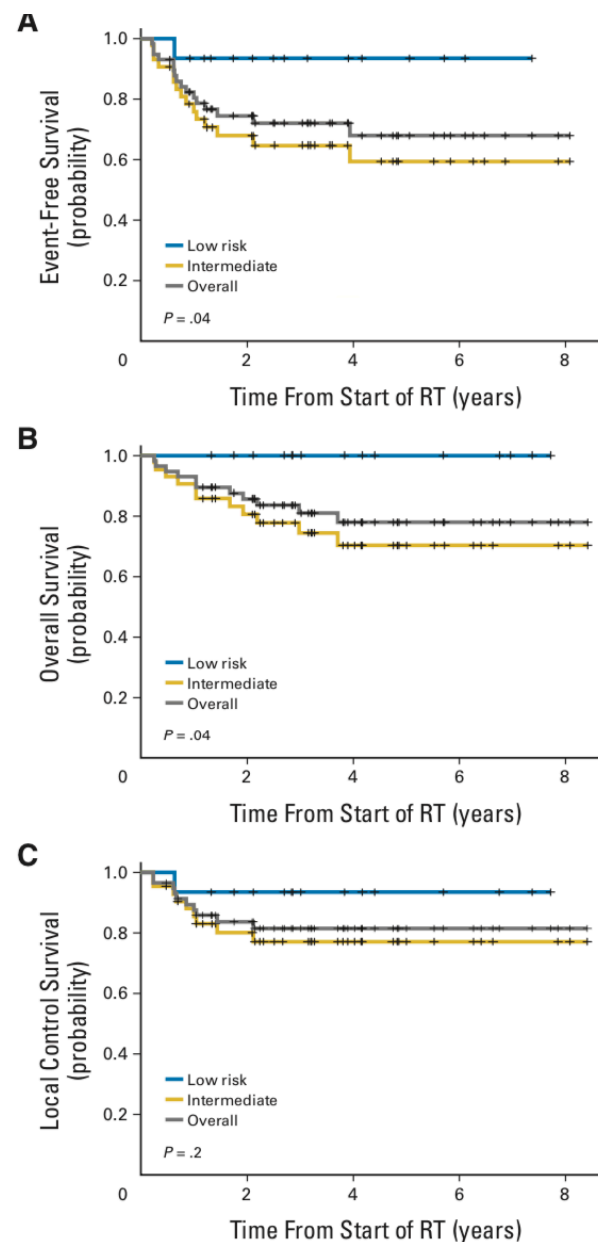 A
1.0
0.8
0.6
0.4
0.2
0
2
4
6
8
Event-Free Survival
(probability)
Low risk
Intermediate
Overall
P = .04
Time From Start of RT (years)
B
1.0
0.8
0.6
0.4
0.2
0
2
4
6
8
Overall Survival
(probability)
Low risk
Intermediate
Overall
P = .04
Time From Start of RT (years)
C
1.0
0.8
0.6
0.4
0.2
0
2
4
6
8
Local Control Survival
(probability)
Low risk
Intermediate
Overall
P = .2
Time From Start of RT (years)